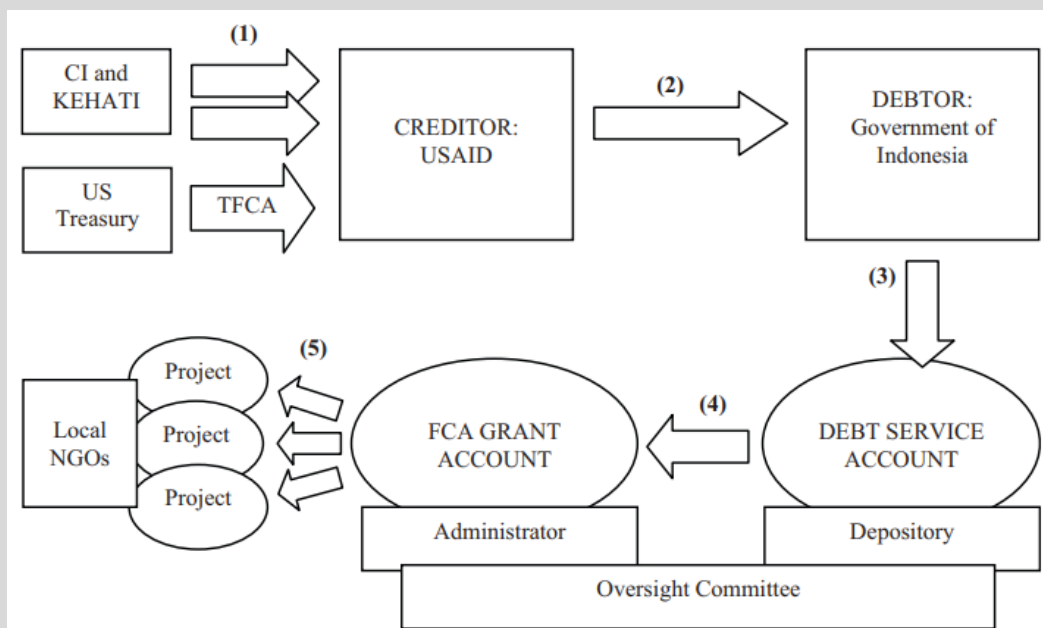 (1)
CI and
KEHATI
CREDITOR:
USAID
(2)
DEBTOR:
Government of
Indonesia
US
Treasury
TFCA
(3)
(5)
Project
Project
Project
Local
NGOs
FCA GRANT
ACCOUNT
(4)
DEBT SERVICE
ACCOUNT
Administrator
Depository
Oversight Committee